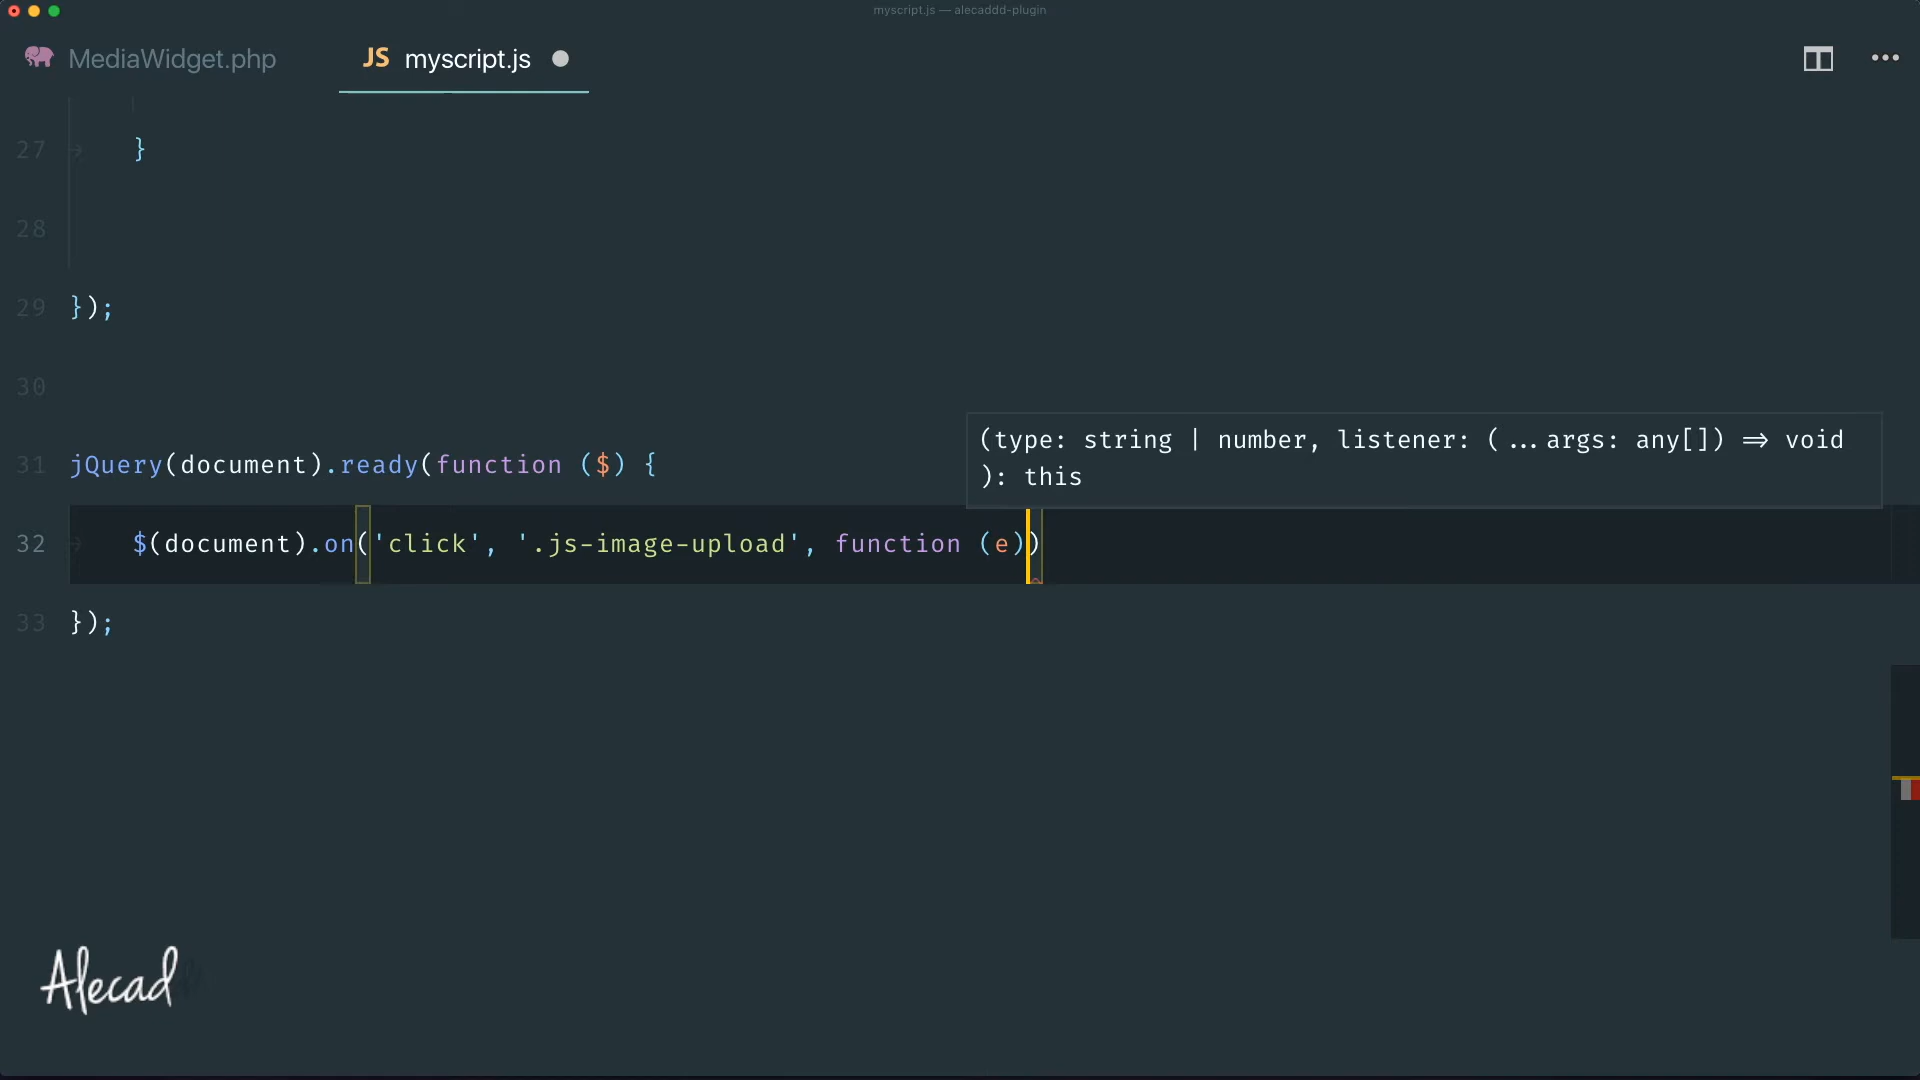 myscript.js — alecaddd-plugin
MediaWidget.php
JS myscript.js
27 }
28
29 });
30
31 jQuery(document).ready(function ($) {
(type: string | number, listener: (...args: any[]) => void
): this
32 $(document).on('click', '.js-image-upload', function (e))
33 });
Alecad